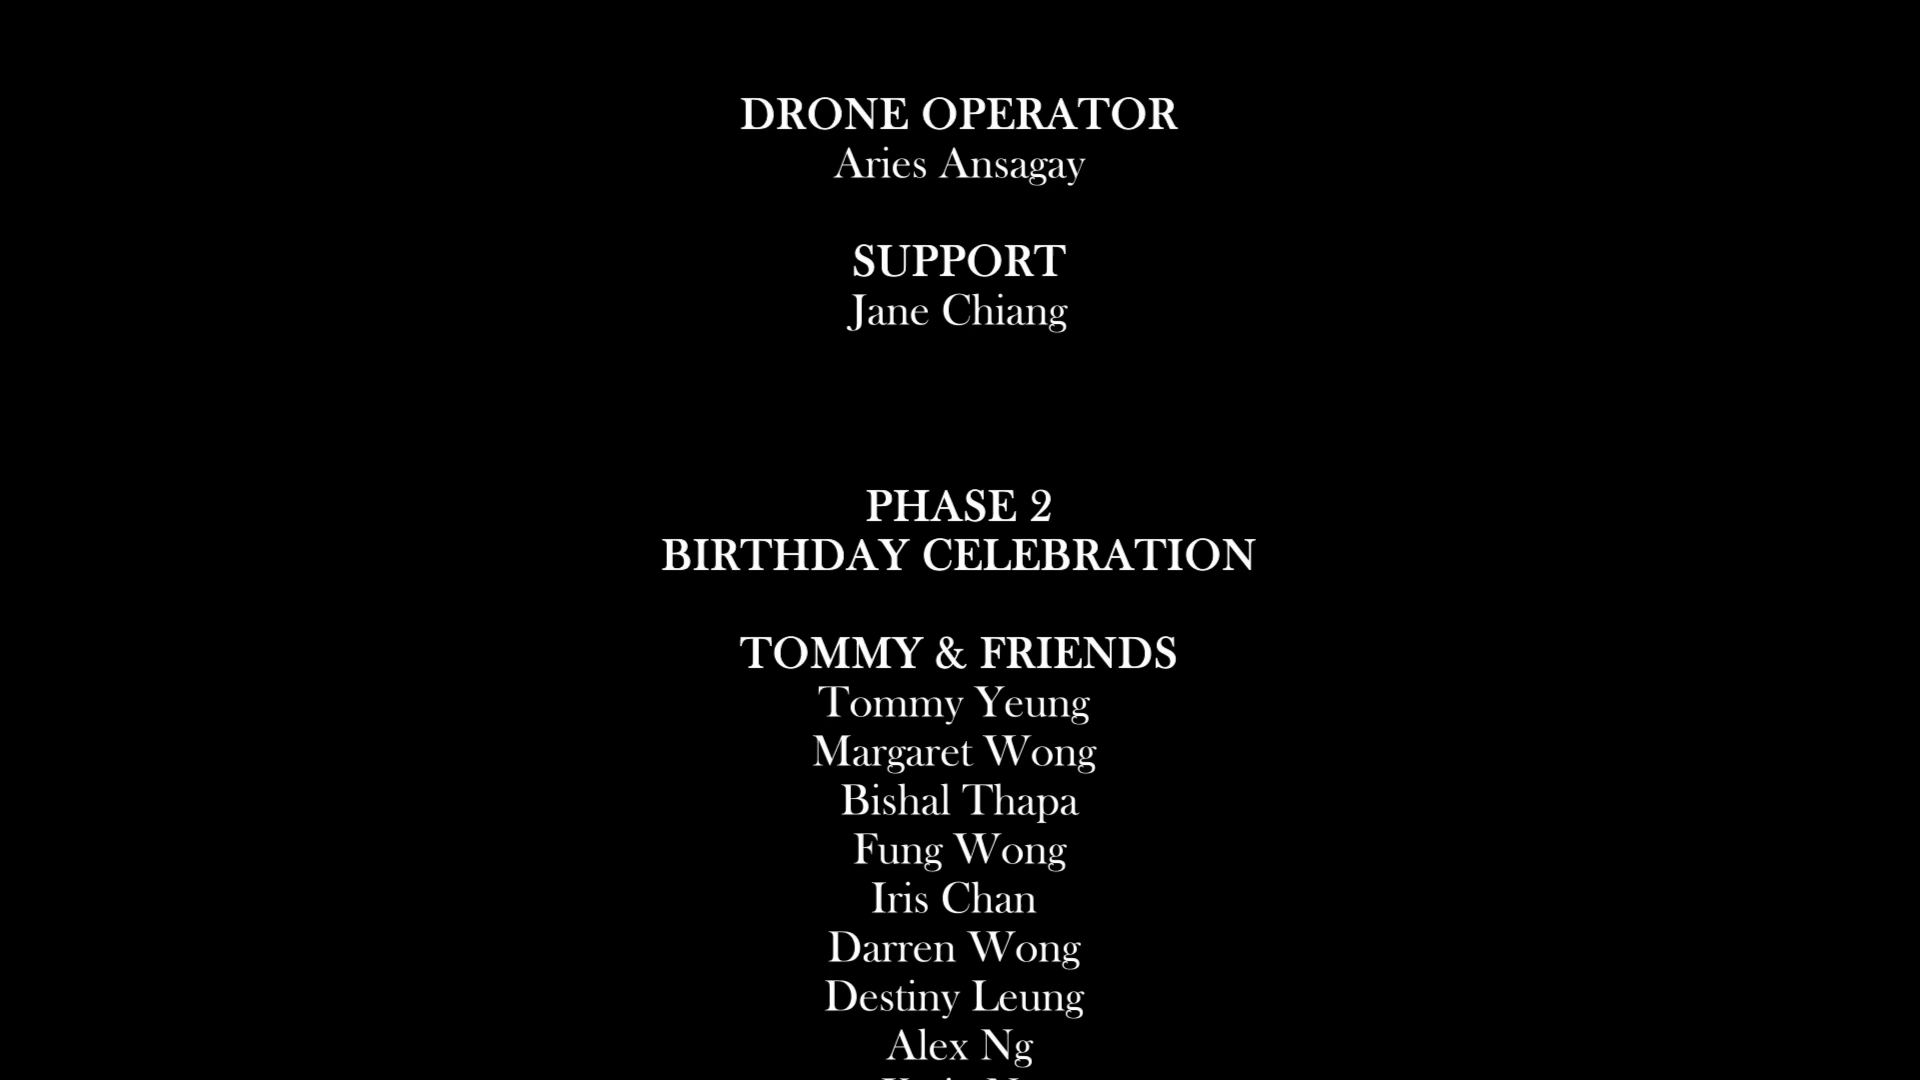 DRONE OPERATOR
Aries Ansagay
SUPPORT
Jane Chiang
PHASE 2
BIRTHDAY CELEBRATION
TOMMY & FRIENDS
Tommy Yeung
Margaret Wong
Bishal Thapa
Fung Wong
Iris Chan
Darren Wong
Destiny Leung
Alex Ng